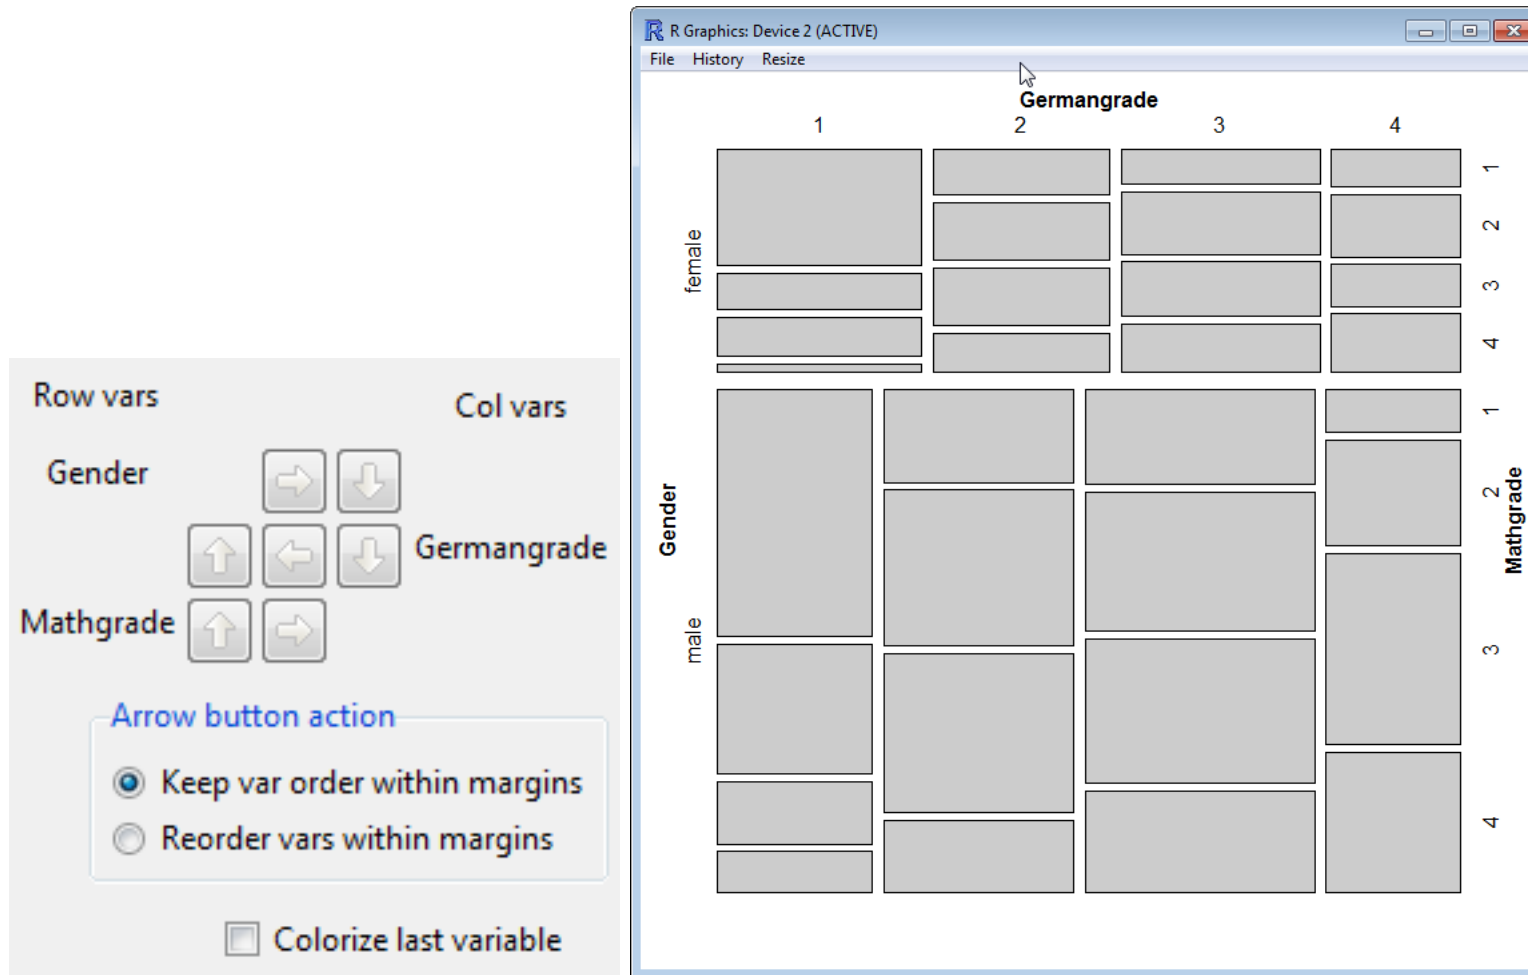 Row vars
Col vars
Gender
Germangrade
Mathgrade
Arrow button action
Keep var order within margins
Reorder vars within margins
Colorize last variable
R Graphics: Device 2 (ACTIVE)
File History Resize
Germangrade
1 2 3 4
female
male
Gender
1
2
3
4
1
2
3
4
Mathgrade